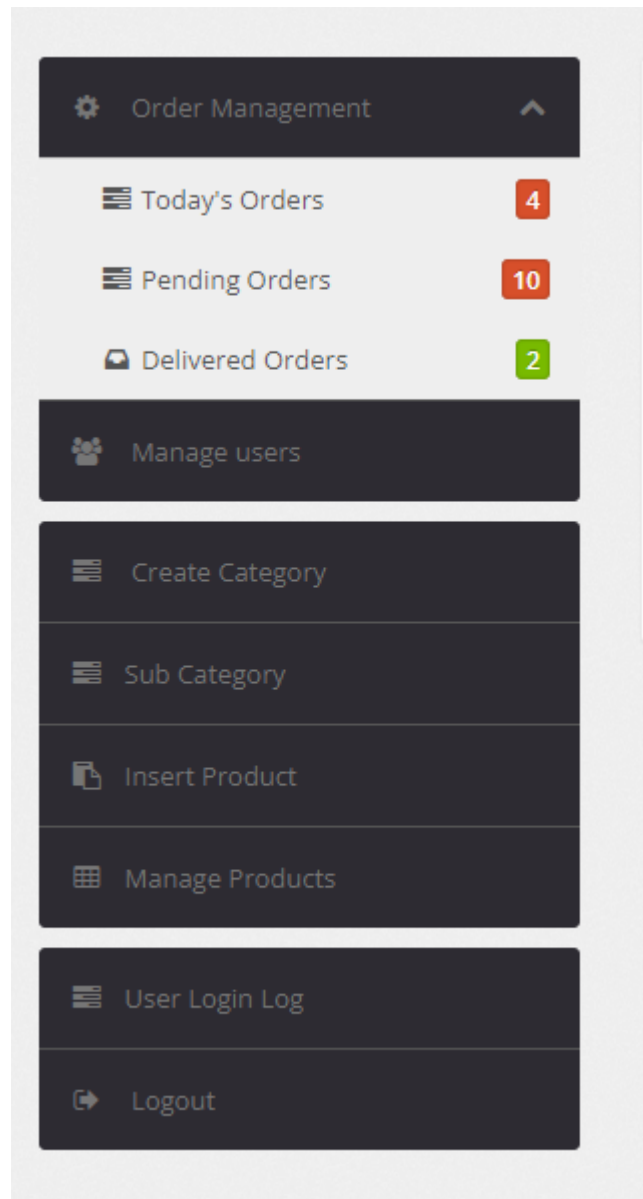 Order Management
Today's Orders 4
Pending Orders 10
Delivered Orders 2
Manage users
Create Category
Sub Category
Insert Product
Manage Products
User Login Log
Logout